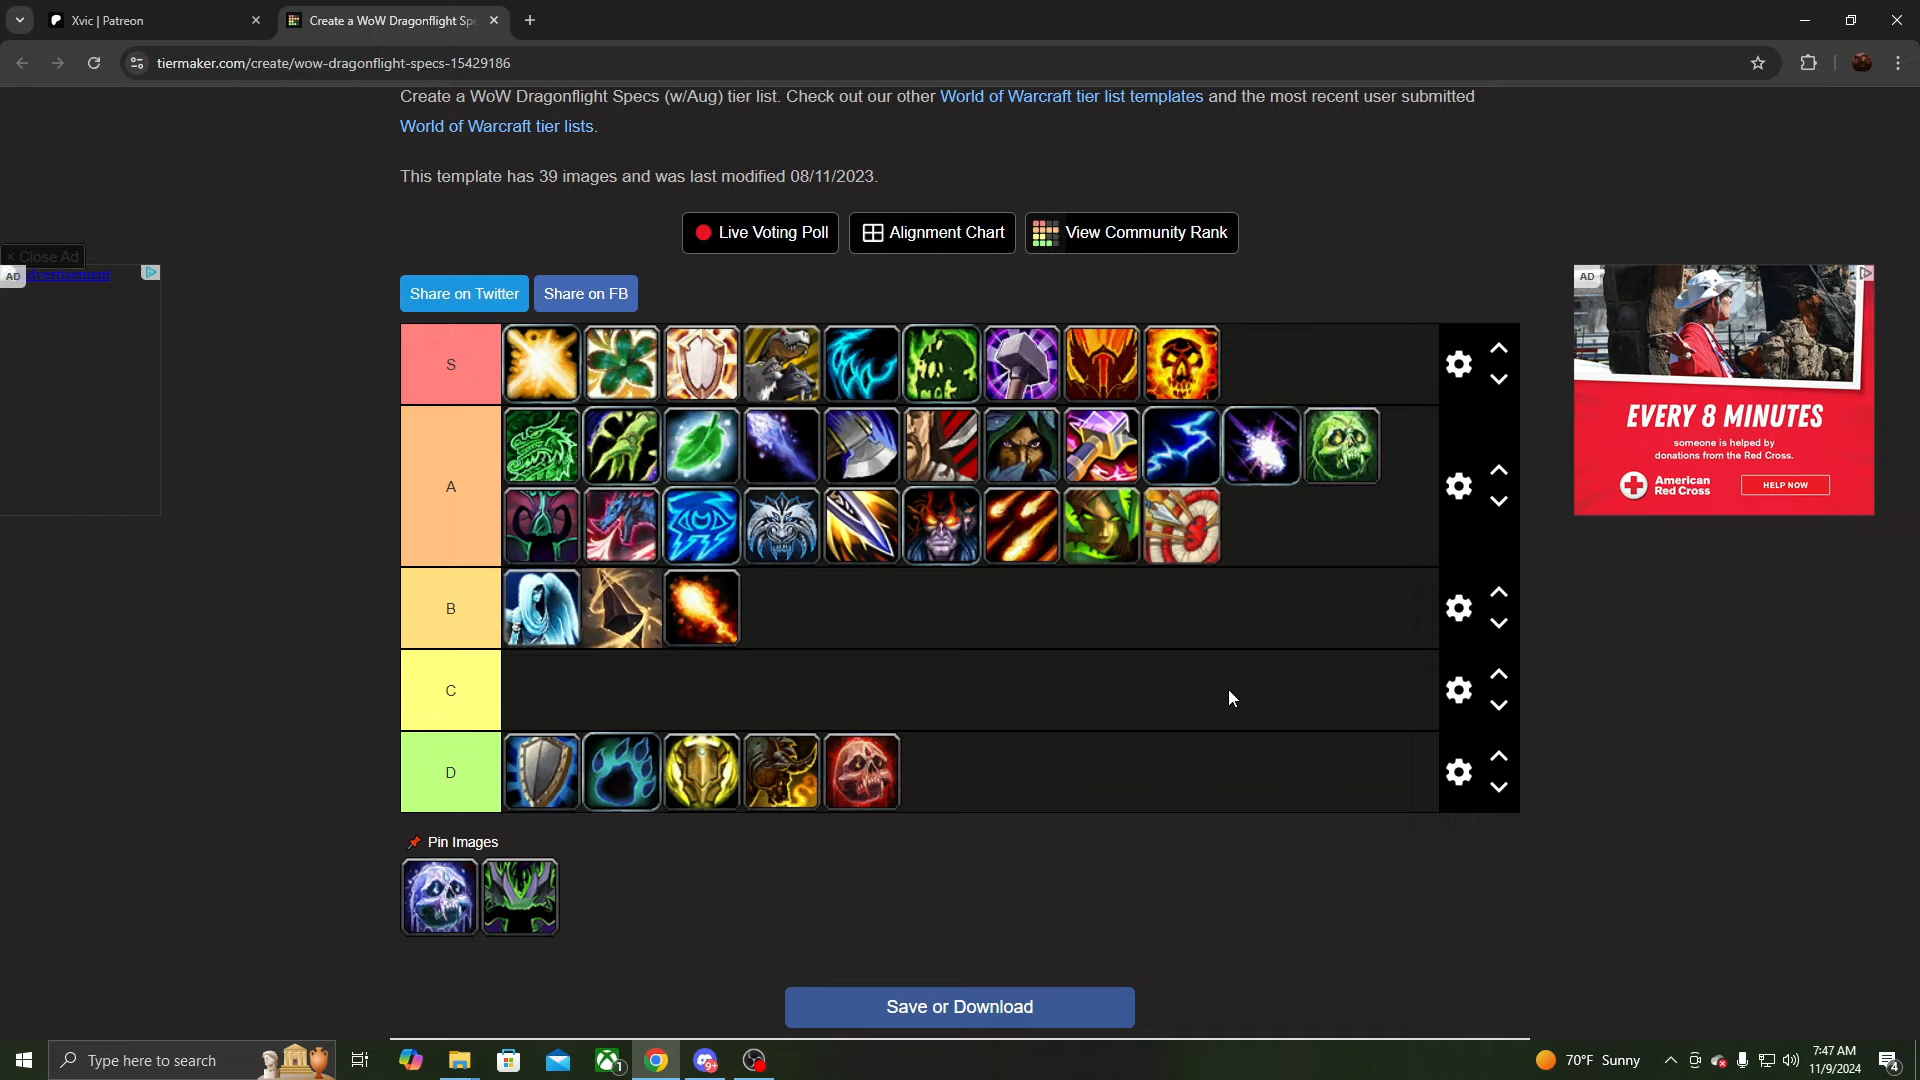 Xvic | Patreon
Create a WoW Dragonflight Sp
tiermaker.com/create/wow-dragonflight-specs-15429186
Create a WoW Dragonflight Specs (w/Aug) tier list. Check out our other World of Warcraft tier list templates and the most recent user submitted
World of Warcraft tier lists.
This template has 39 images and was last modified 08/11/2023.
Live Voting Poll
Alignment Chart
View Community Rank
× Close Ad
AD
dvertisement
Share on Twitter
Share on FB
S
A
B
C
D
AD
EVERY 8 MINUTES
someone is helped by
donations from the Red Cross.
American
Red Cross
HELP NOW
Pin Images
Save or Download
Type here to search
1
9+
70°F Sunny
7:47 AM
11/9/2024
4